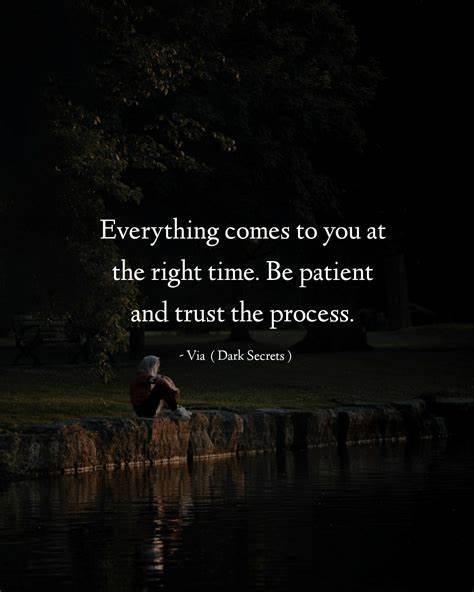 Everything comes to you at
the right time. Be patient
and trust the process.
- Via ( Dark Secrets )